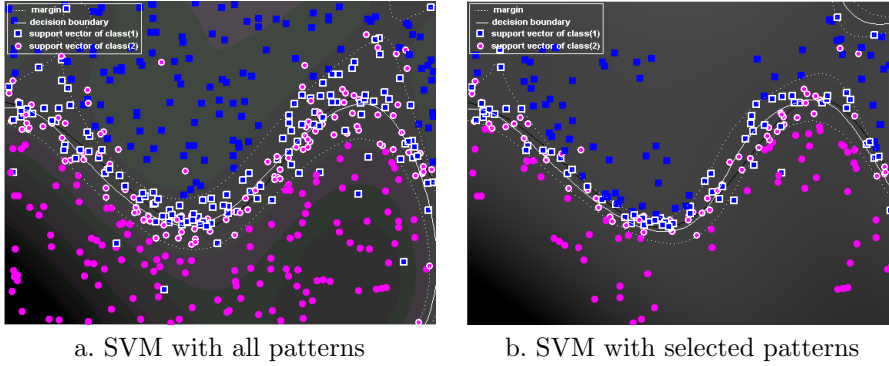 margin
decision boundary
support vector of class(1)
support vector of class(2)
margin
decision boundary
support vector of class(1)
support vector of class(2)
a. SVM with all patterns
b. SVM with selected patterns